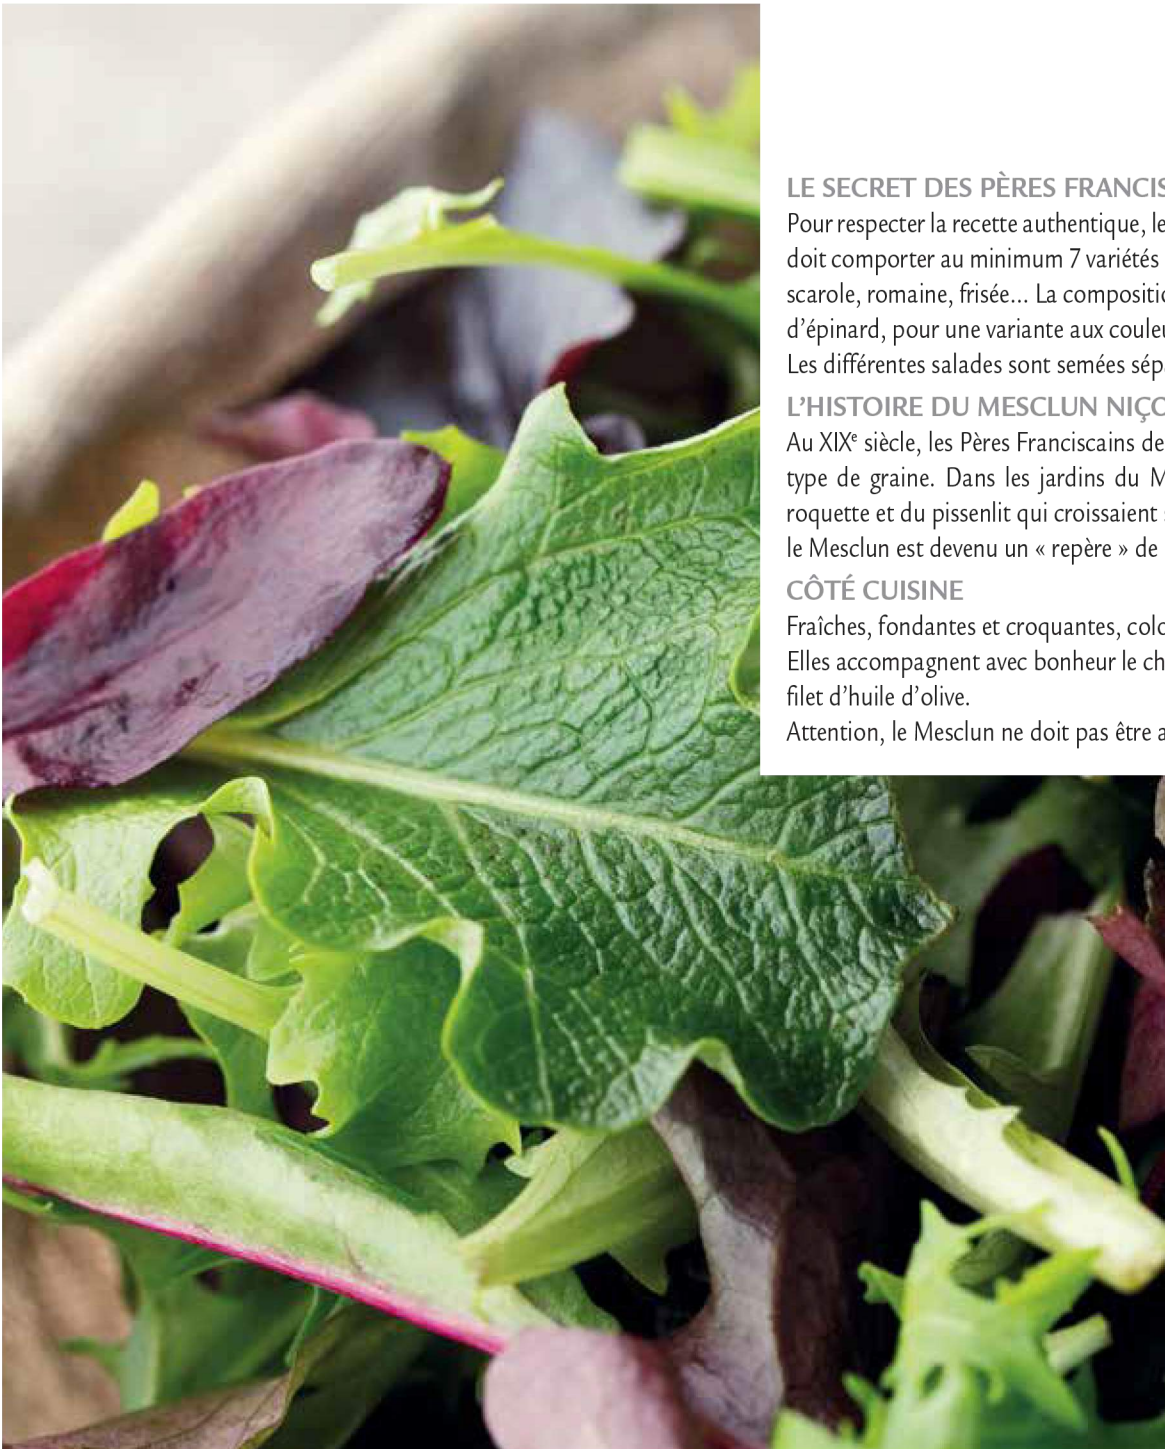 LE SECRET DES PÈRES FRANCIS
Pour respecter la recette authentique, le
doit comporter au minimum 7 variétés
scarole, romaine, frisée... La compositi
d’épinard, pour une variante aux coule
Les différentes salades sont semées sép
L’HISTOIRE DU MESCLUN NIÇO
Au XIXe siècle, les Pères Franciscains de
type de graine. Dans les jardins du M
roquette et du pissenlit qui croissaient
le Mesclun est devenu un « repère » de
CÔTÉ CUISINE
Fraîches, fondantes et croquantes, colo
Elles accompagnent avec bonheur le ch
filet d’huile d’olive.
Attention, le Mesclun ne doit pas être a